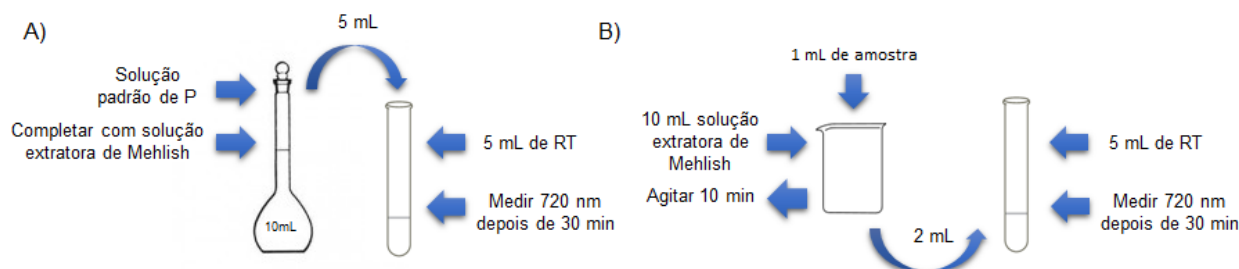 A)
5 mL
Solução
padrão de P
Completar com solução
extratora de Mehlish
10mL
5 mL de RT
Medir 720 nm
depois de 30 min
B)
1 mL de amostra
10 mL solução
extratora de
Mehlish
Agitar 10 min
2 mL
5 mL de RT
Medir 720 nm
depois de 30 min